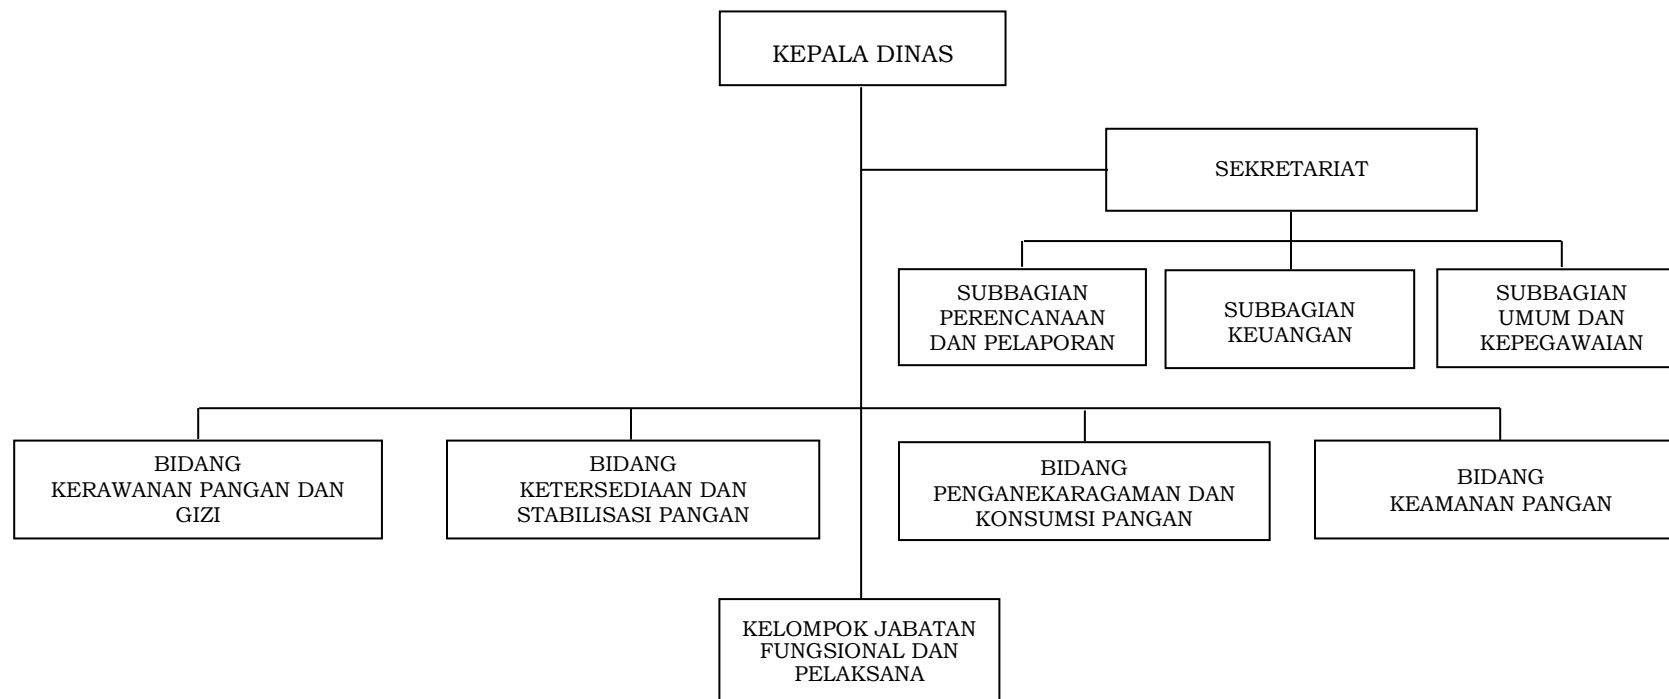 KEPALA DINAS
SEKRETARIAT
SUBBAGIAN
PERENCANAAN
DAN PELAPORAN
SUBBAGIAN
KEUANGAN
SUBBAGIAN
UMUM DAN
KEPEGAWAIAN
BIDANG
KERAWANAN PANGAN DAN
GIZI
BIDANG
KETERSEDIAAN DAN
STABILISASI PANGAN
BIDANG
PENGANEKARAGAMAN DAN
KONSUMSI PANGAN
BIDANG
KEAMANAN PANGAN
KELOMPOK JABATAN
FUNGSIONAL DAN
PELAKSANA